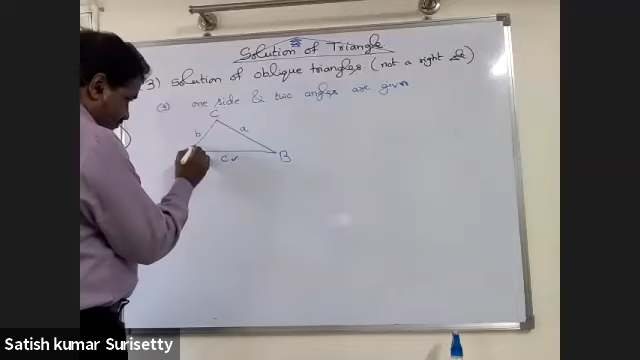 Solution of Triangle
3) Solution of oblique triangles. (not a right
(1) one side & two angles are given
C
b
a
c ✓
B
Satish kumar Surisetty